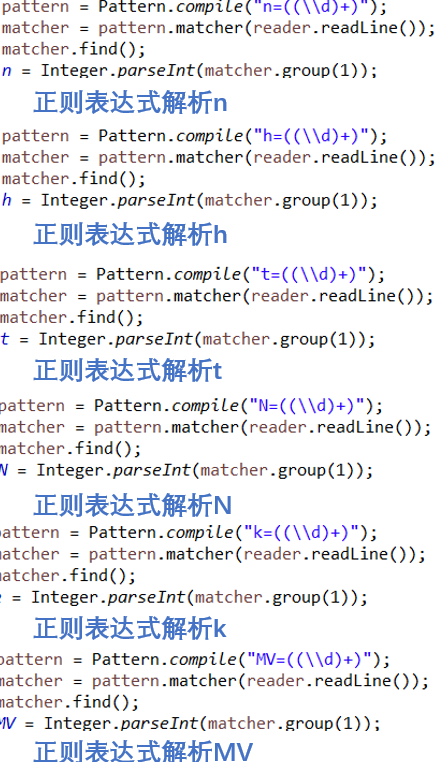 pattern = Pattern.compile("n=((\\d)+)");
matcher = pattern.matcher(reader.readLine());
matcher.find();
n = Integer.parseInt(matcher.group(1));
正则表达式解析n
pattern = Pattern.compile("h=((\\d)+)");
matcher = pattern.matcher(reader.readLine());
matcher.find();
h = Integer.parseInt(matcher.group(1));
正则表达式解析h
pattern = Pattern.compile("t=((\\d)+)");
matcher = pattern.matcher(reader.readLine());
matcher.find();
t = Integer.parseInt(matcher.group(1));
正则表达式解析t
pattern = Pattern.compile("N=((\\d)+)");
matcher = pattern.matcher(reader.readLine());
matcher.find();
N = Integer.parseInt(matcher.group(1));
正则表达式解析N
pattern = Pattern.compile("k=((\\d)+)");
matcher = pattern.matcher(reader.readLine());
matcher.find();
= Integer.parseInt(matcher.group(1));
正则表达式解析k
pattern = Pattern.compile("MV=((\\d)+)");
matcher = pattern.matcher(reader.readLine());
matcher.find();
MV = Integer.parseInt(matcher.group(1));
正则表达式解析MV